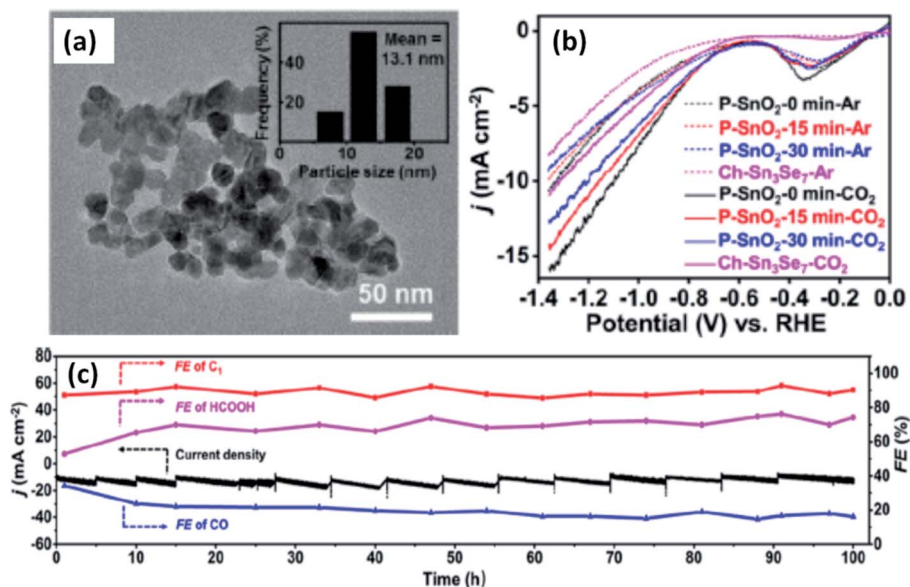 (a)
Frequency (%)
40
20
Mean =
13.1 nm
0 10 20
Particle size (nm)
50 nm
(b)
j (mA cm-2)
0
-5
-10
-15
P-SnO2-0 min-Ar
P-SnO2-15 min-Ar
P-SnO2-30 min-Ar
Ch-Sn3Se7-Ar
P-SnO2-0 min-CO2
P-SnO2-15 min-CO2
P-SnO2-30 min-CO2
Ch-Sn3Se7-CO2
-1.4 -1.2 -1.0 -0.8 -0.6 -0.4 -0.2 0.0
Potential (V) vs. RHE
(c)
j (mA cm-2)
80
60
40
20
0
-20
-40
-60
FE of C1
FE of HCOOH
Current density
FE of CO
100
80
60
40
20
0
FE (%)
0 10 20 30 40 50 60 70 80 90 100
Time (h)